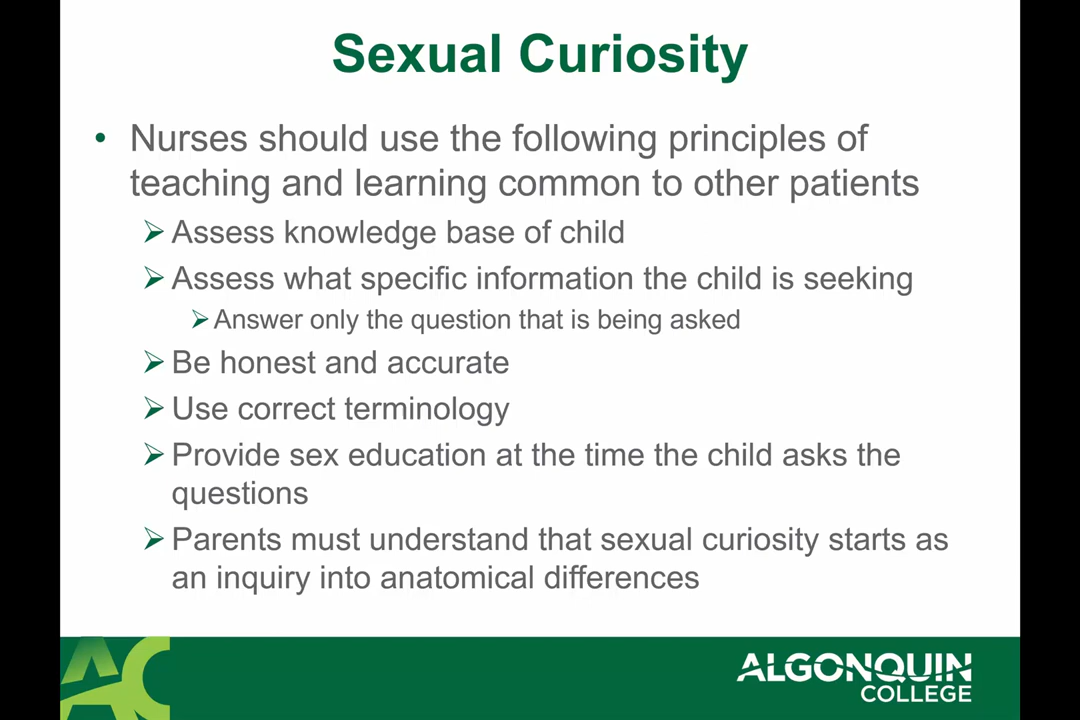 Sexual Curiosity
• Nurses should use the following principles of
teaching and learning common to other patients
➢ Assess knowledge base of child
➢ Assess what specific information the child is seeking
➢ Answer only the question that is being asked
➢ Be honest and accurate
➢ Use correct terminology
➢ Provide sex education at the time the child asks the
questions
➢ Parents must understand that sexual curiosity starts as
an inquiry into anatomical differences
AC
ALGONQUIN
COLLEGE